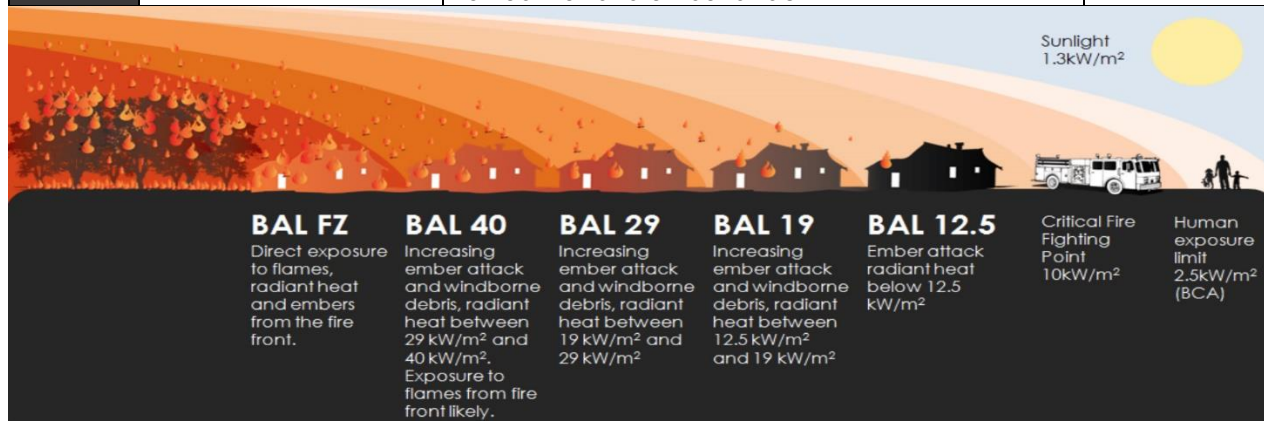 Sunlight
1.3kW/m²
BAL FZ
Direct exposure
to flames,
radiant heat
and embers
from the fire
front.
BAL 40
Increasing
ember attack
and windborne
debris, radiant
heat between
29 kW/m² and
40 kW/m².
Exposure to
flames from fire
front likely.
BAL 29
Increasing
ember attack
and windborne
debris, radiant
heat between
19 kW/m² and
29 kW/m²
BAL 19
Increasing
ember attack
and windborne
debris, radiant
heat between
12.5 kW/m²
and 19 kW/m²
BAL 12.5
Ember attack
radiant heat
below 12.5
kW/m²
Critical Fire
Fighting
Point
10kW/m²
Human
exposure
limit
2.5kW/m²
(BCA)